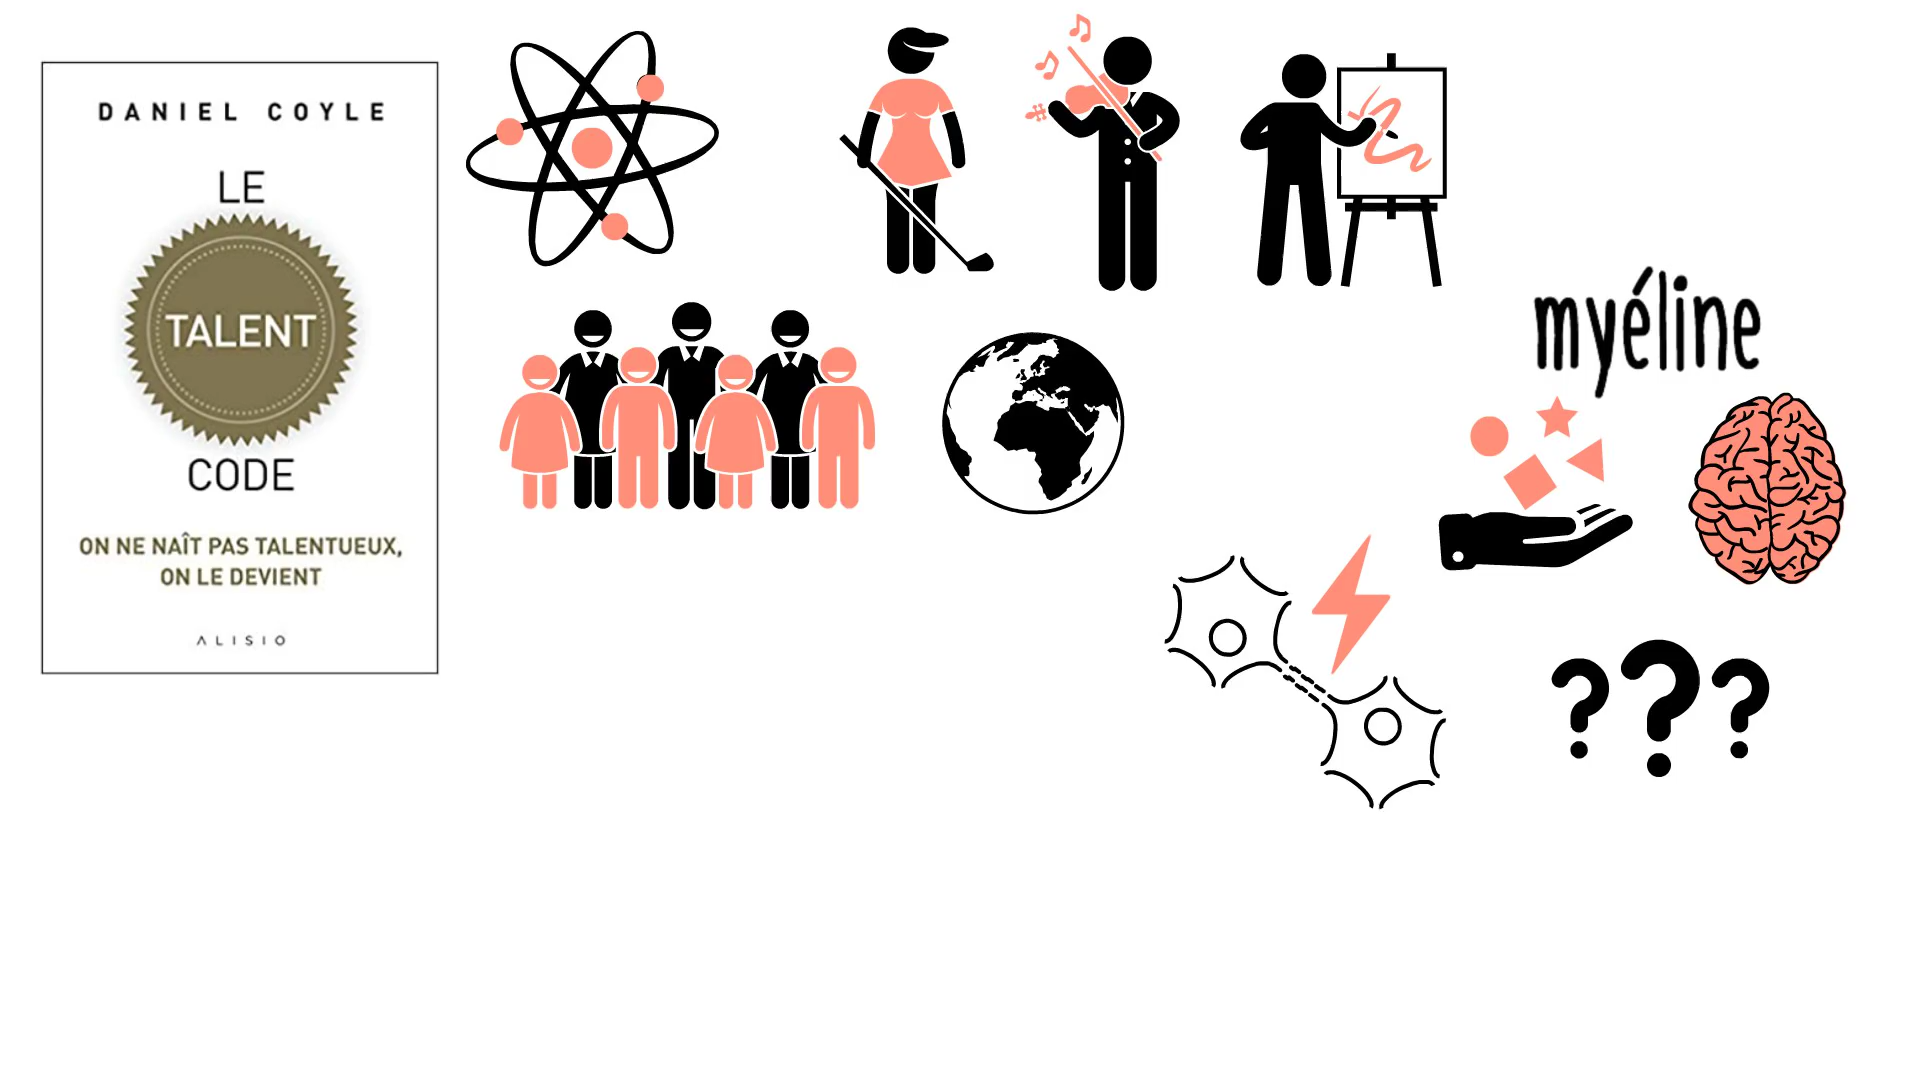 DANIEL COYLE
LE
TALENT
CODE
ON NE NAÎT PAS TALENTUEUX,
ON LE DEVIENT
ALISIO
myéline
???